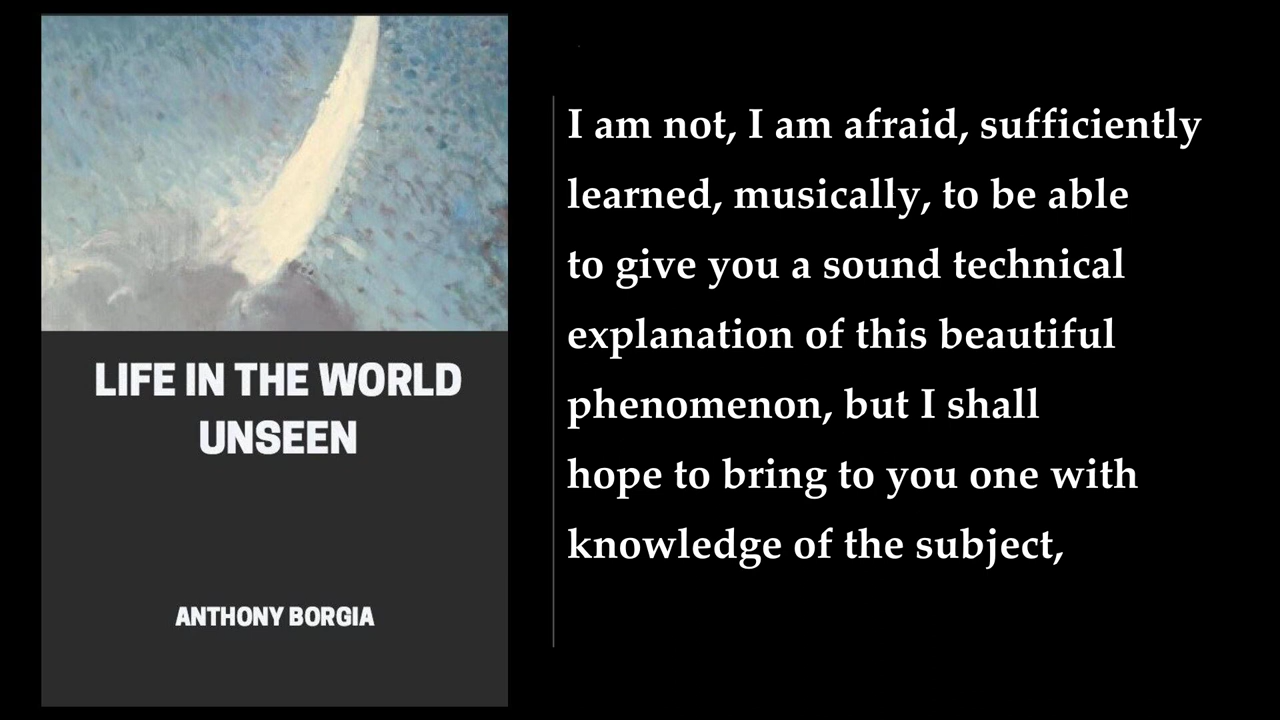 LIFE IN THE WORLD
UNSEEN
ANTHONY BORGIA
I am not, I am afraid, sufficiently
learned, musically, to be able
to give you a sound technical
explanation of this beautiful
phenomenon, but I shall
hope to bring to you one with
knowledge of the subject,